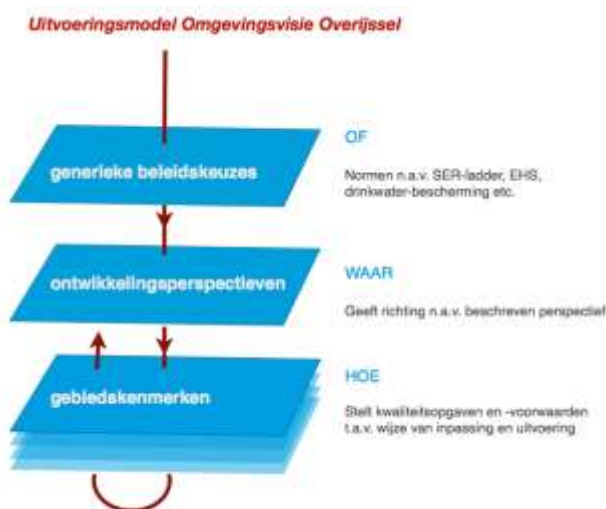 Uitvoeringsmodel Omgevingsvisie Overijssel
generieke beleidskeuzes
OF
Normen n.a.v. SER-ladder, EHS,
drinkwater-bescherming etc.
ontwikkelingsperspectieven
WAAR
Geeft richting n.a.v. beschreven perspectief
gebiedskenmerken
HOE
Stelt kwaliteitsopgaven en -voorwaarden
t.a.v. wijze van inpassing en uitvoering